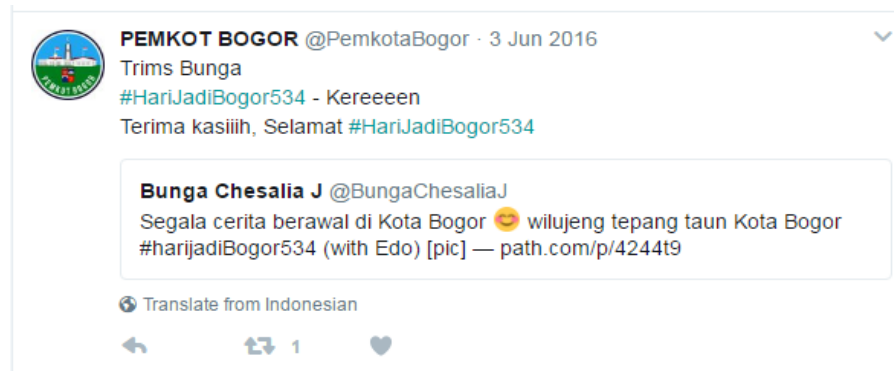 PEMKOT BOGOR @PemkotaBogor · 3 Jun 2016
Trims Bunga
#HariJadiBogor534 - Kereeeen
Terima kasiiih, Selamat #HariJadiBogor534
Bunga Chesalia J @BungaChesaliaJ
Segala cerita berawal di Kota Bogor 😊 wilujeng tepang taun Kota Bogor
#harijadiBogor534 (with Edo) [pic] — path.com/p/4244t9
Translate from Indonesian
1
PEMKOT BOGOR